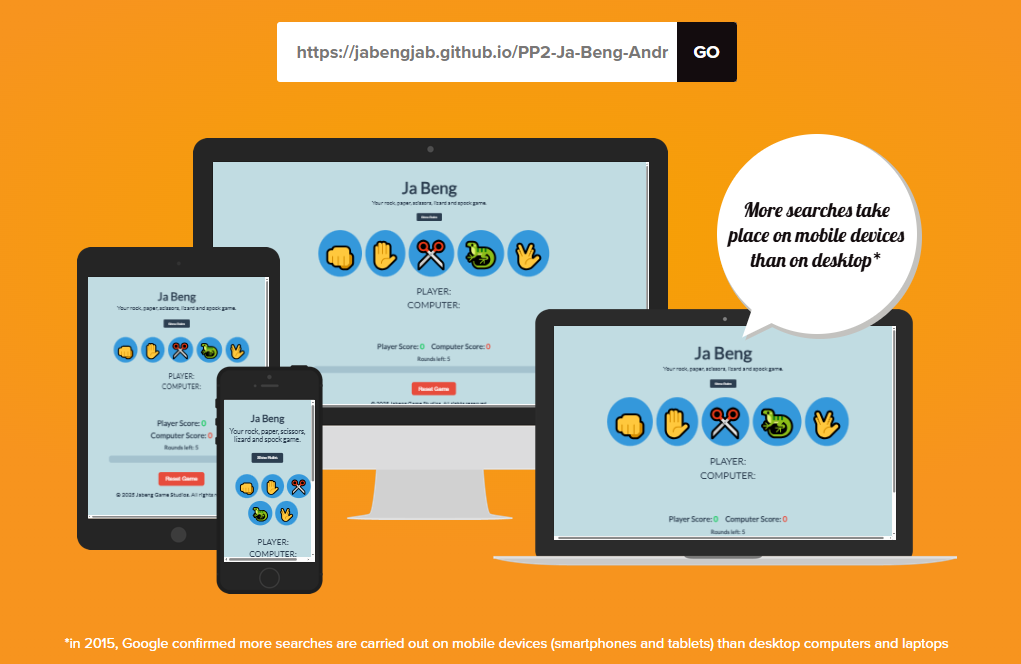 https://jabengjab.github.io/PP2-Ja-Beng-Andr
GO
Ja Beng
Your rock, paper, scissors, lizard and spock game.
Show Rules
PLAYER:
COMPUTER:
Player Score: 0 Computer Score: 0
Rounds left: 5
Reset Game
© 2025 Jabeng Game Studios. All rights reserved.
More searches take
place on mobile devices
than on desktop*
Ja Beng
Your rock, paper, scissors, lizard and spock game.
Show Rules
PLAYER:
COMPUTER:
Player Score: 0
Computer Score: 0
Rounds left: 5
Reset Game
© 2025 Jabeng Game Studios. All rights
Ja Beng
Your rock, paper, scissors,
lizard and spock game.
Show Rules
PLAYER:
COMPUTER:
Ja Beng
Your rock, paper, scissors, lizard and spock game.
Show Rules
PLAYER:
COMPUTER:
Player Score: 0 Computer Score: 0
Rounds left: 5
*in 2015, Google confirmed more searches are carried out on mobile devices (smartphones and tablets) than desktop computers and laptops